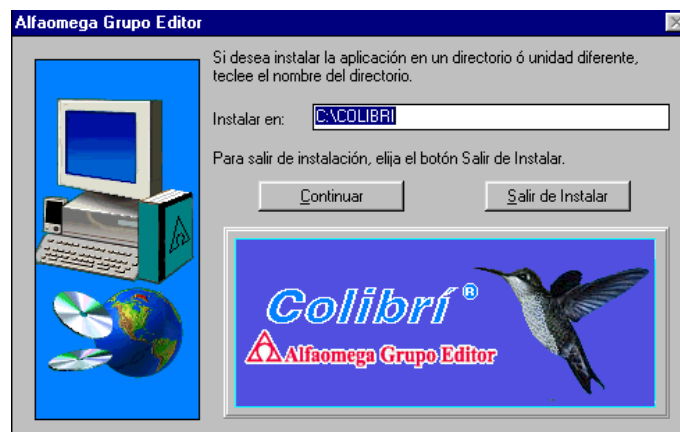 Alfaomega Grupo Editor
Si desea instalar la aplicación en un directorio ó unidad diferente,
teclee el nombre del directorio.
Instalar en: C:\COLIBRI
Para salir de instalación, elija el botón Salir de Instalar.
Continuar Salir de Instalar
Colibrí ®
Alfaomega Grupo Editor